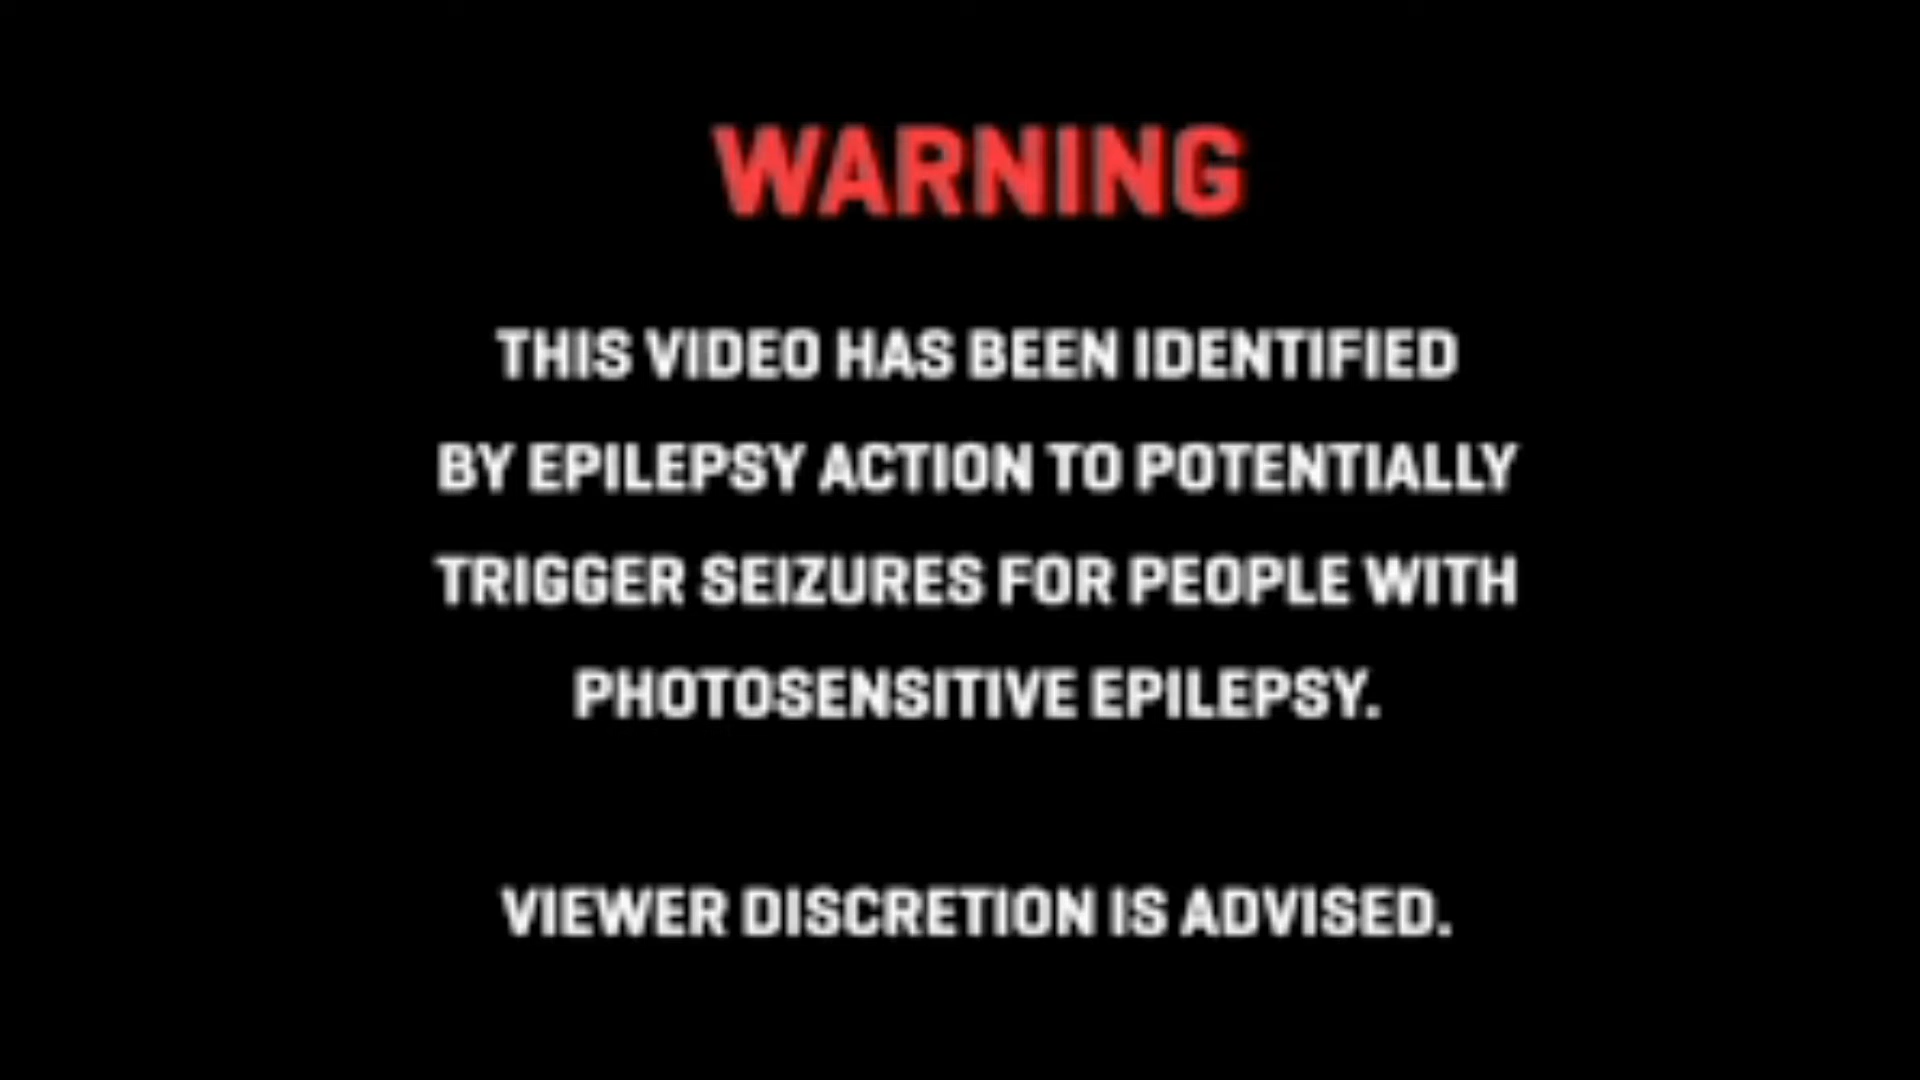 WARNING
THIS VIDEO HAS BEEN IDENTIFIED
BY EPILEPSY ACTION TO POTENTIALLY
TRIGGER SEIZURES FOR PEOPLE WITH
PHOTOSENSITIVE EPILEPSY.
VIEWER DISCRETION IS ADVISED.